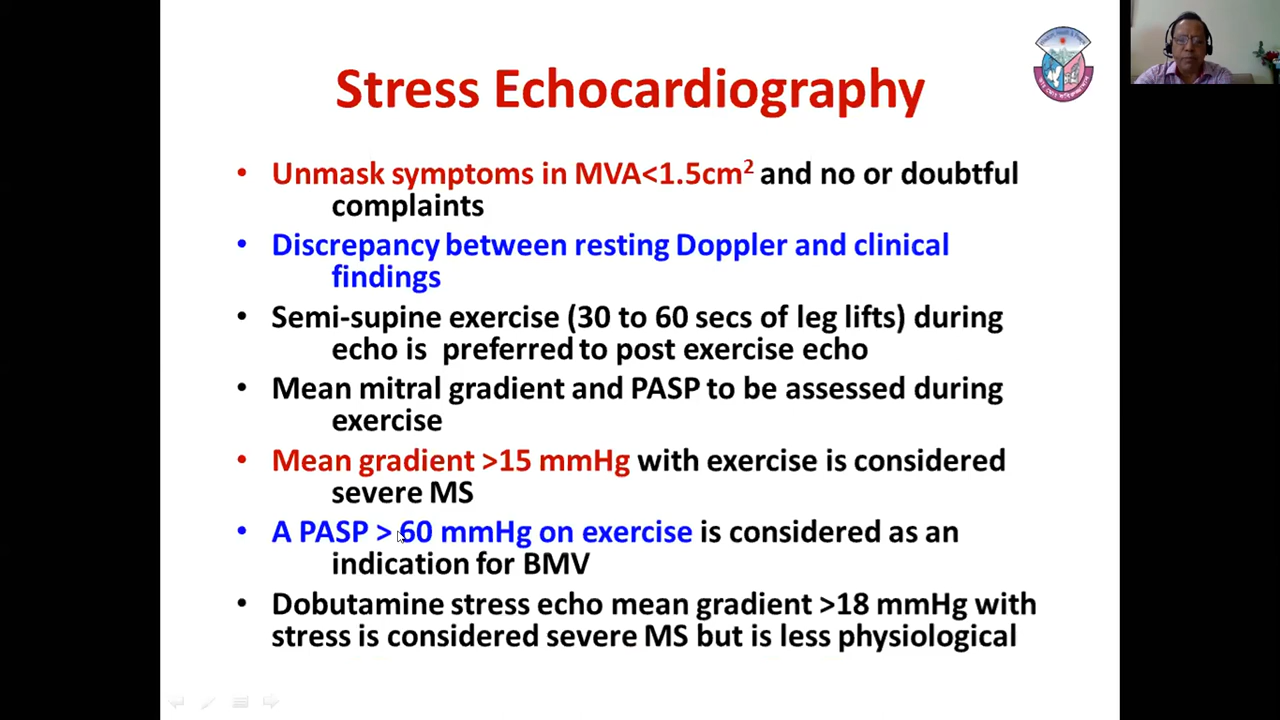 Stress Echocardiography
• Unmask symptoms in MVA<1.5cm² and no or doubtful
complaints
• Discrepancy between resting Doppler and clinical
findings
• Semi-supine exercise (30 to 60 secs of leg lifts) during
echo is preferred to post exercise echo
• Mean mitral gradient and PASP to be assessed during
exercise
• Mean gradient >15 mmHg with exercise is considered
severe MS
• A PASP > 60 mmHg on exercise is considered as an
indication for BMV
• Dobutamine stress echo mean gradient >18 mmHg with
stress is considered severe MS but is less physiological